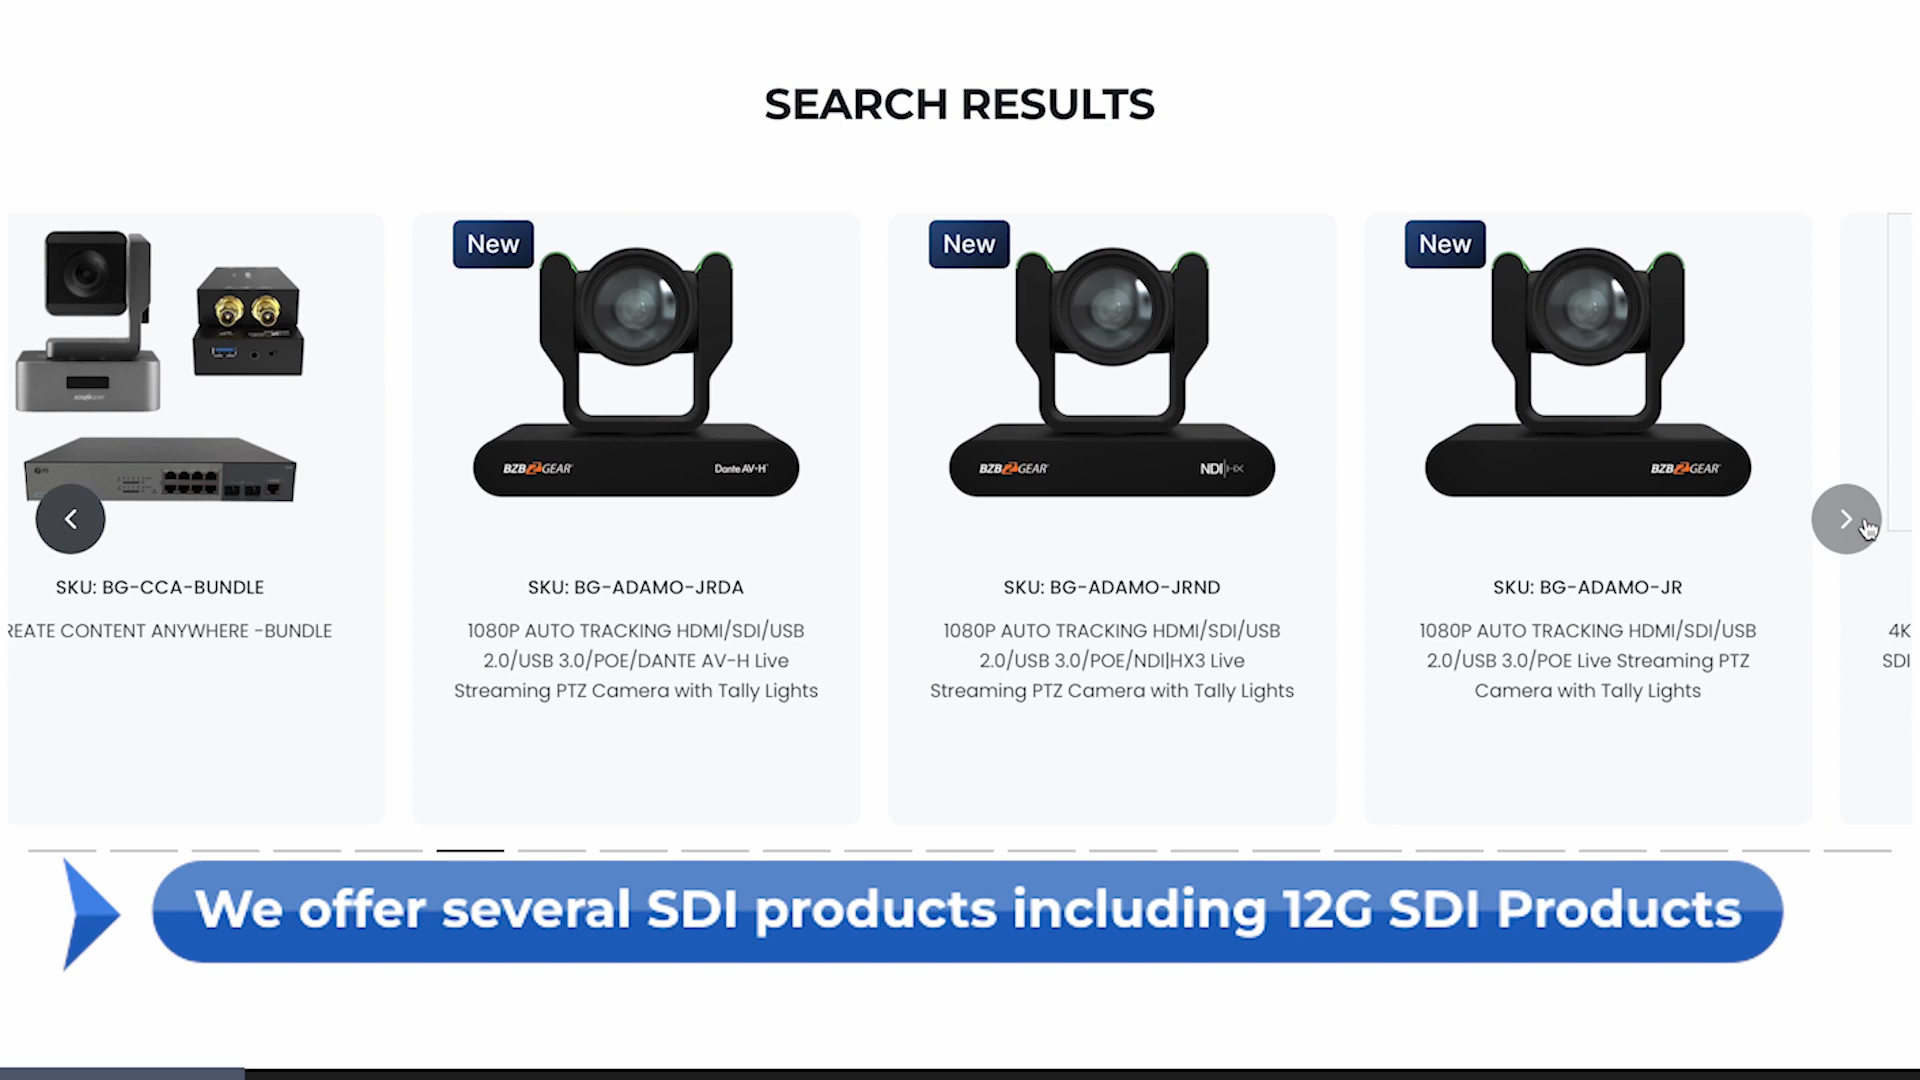 SEARCH RESULTS
New
New
New
BZBGEAR
Dante AV-H
BZBGEAR
NDI|HX
BZBGEAR
SKU: BG-CCA-BUNDLE
REATE CONTENT ANYWHERE -BUNDLE
SKU: BG-ADAMO-JRDA
1080P AUTO TRACKING HDMI/SDI/USB
2.0/USB 3.0/POE/DANTE AV-H Live
Streaming PTZ Camera with Tally Lights
SKU: BG-ADAMO-JRND
1080P AUTO TRACKING HDMI/SDI/USB
2.0/USB 3.0/POE/NDI|HX3 Live
Streaming PTZ Camera with Tally Lights
SKU: BG-ADAMO-JR
1080P AUTO TRACKING HDMI/SDI/USB
2.0/USB 3.0/POE Live Streaming PTZ
Camera with Tally Lights
4K
SDI
We offer several SDI products including 12G SDI Products